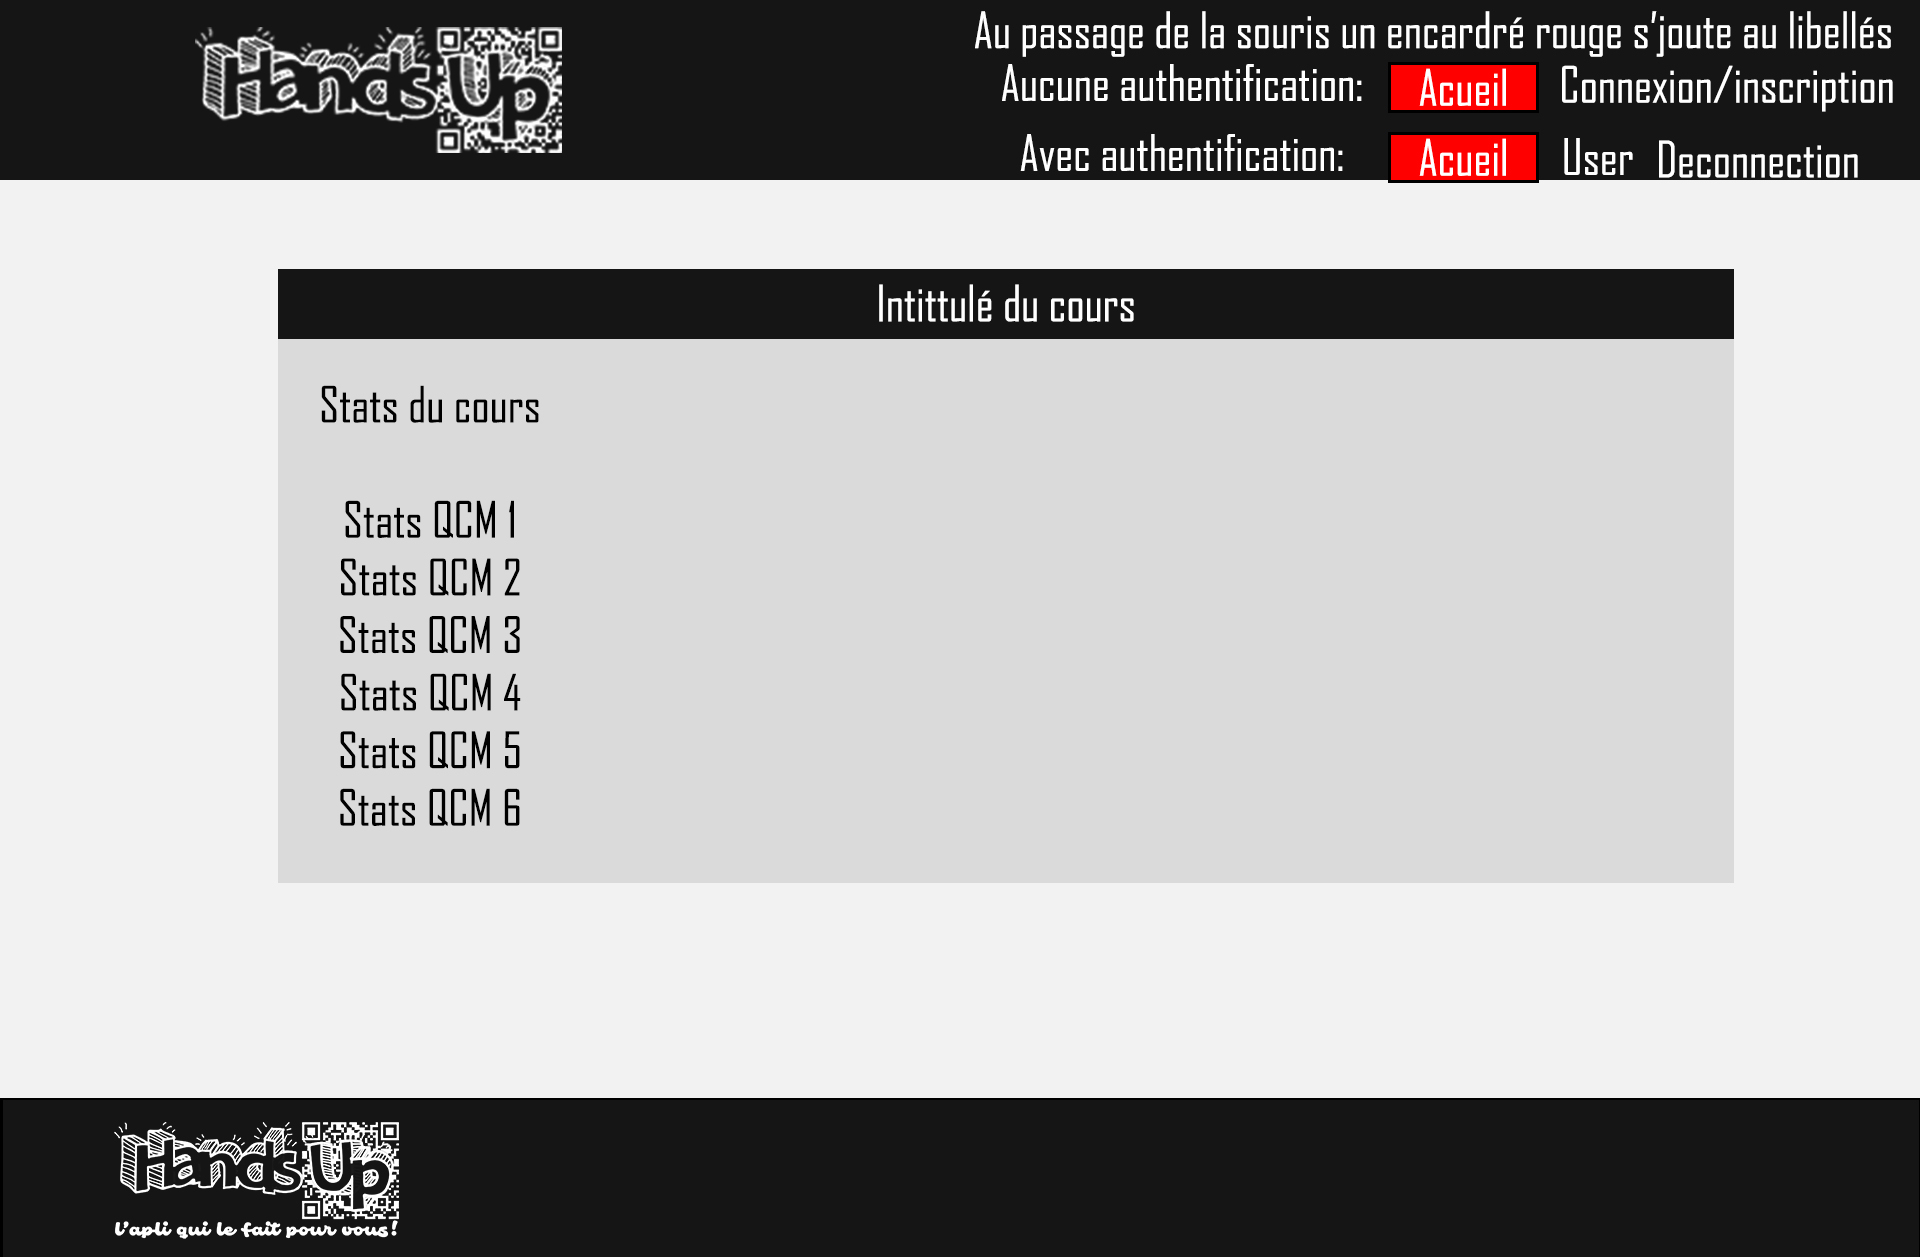 Hands Up
Au passage de la souris un encardré rouge s'joute au libellés
Aucune authentification: Acueil Connexion/inscription
Avec authentification: Acueil User Deconnection
Intittulé du cours
Stats du cours
Stats QCM 1
Stats QCM 2
Stats QCM 3
Stats QCM 4
Stats QCM 5
Stats QCM 6
Hands Up
L'apli qui le fait pour vous!